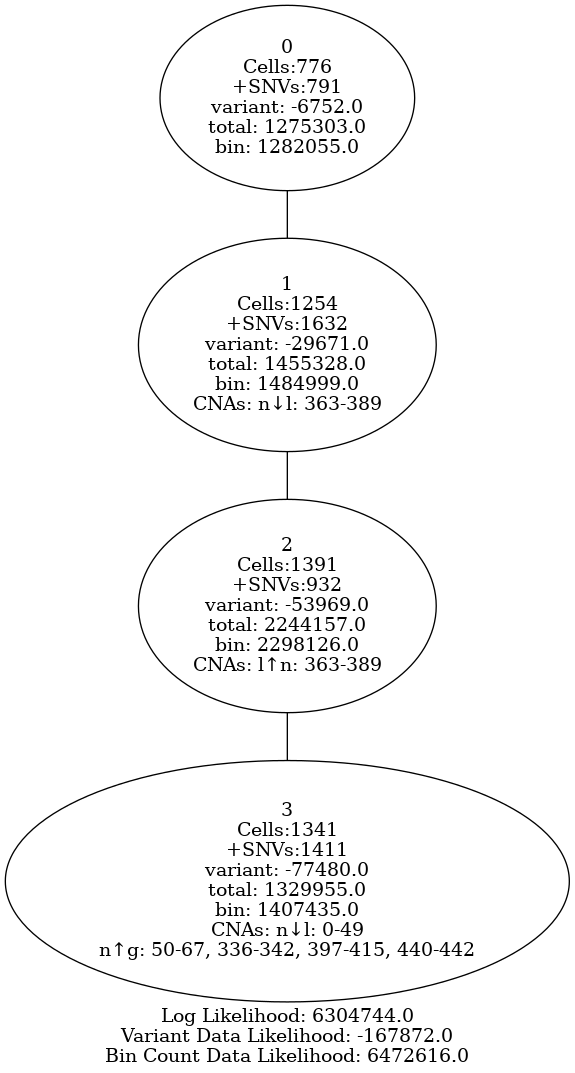 0
Cells:776
+SNVs:791
variant: -6752.0
total: 1275303.0
bin: 1282055.0
1
Cells:1254
+SNVs:1632
variant: -29671.0
total: 1455328.0
bin: 1484999.0
CNAs: n↓l: 363-389
2
Cells:1391
+SNVs:932
variant: -53969.0
total: 2244157.0
bin: 2298126.0
CNAs: l↑n: 363-389
3
Cells:1341
+SNVs:1411
variant: -77480.0
total: 1329955.0
bin: 1407435.0
CNAs: n↓l: 0-49
n↑g: 50-67, 336-342, 397-415, 440-442
Log Likelihood: 6304744.0
Variant Data Likelihood: -167872.0
Bin Count Data Likelihood: 6472616.0